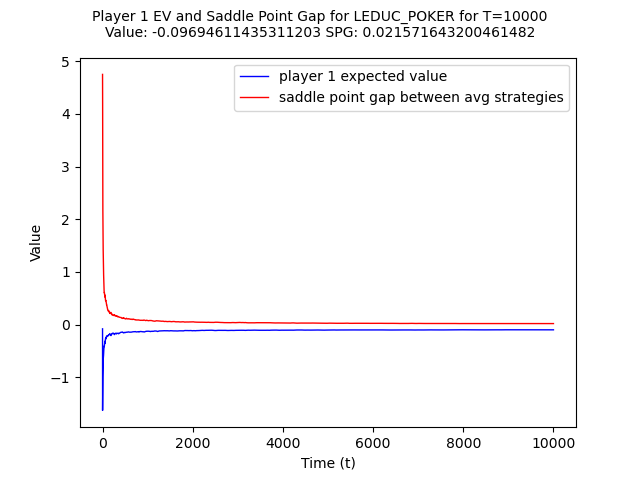 Player 1 EV and Saddle Point Gap for LEDUC_POKER for T=10000
Value: -0.09694611435311203 SPG: 0.021571643200461482
player 1 expected value
saddle point gap between avg strategies
5
4
3
2
1
0
−1
Value
0
2000
4000
6000
8000
10000
Time (t)